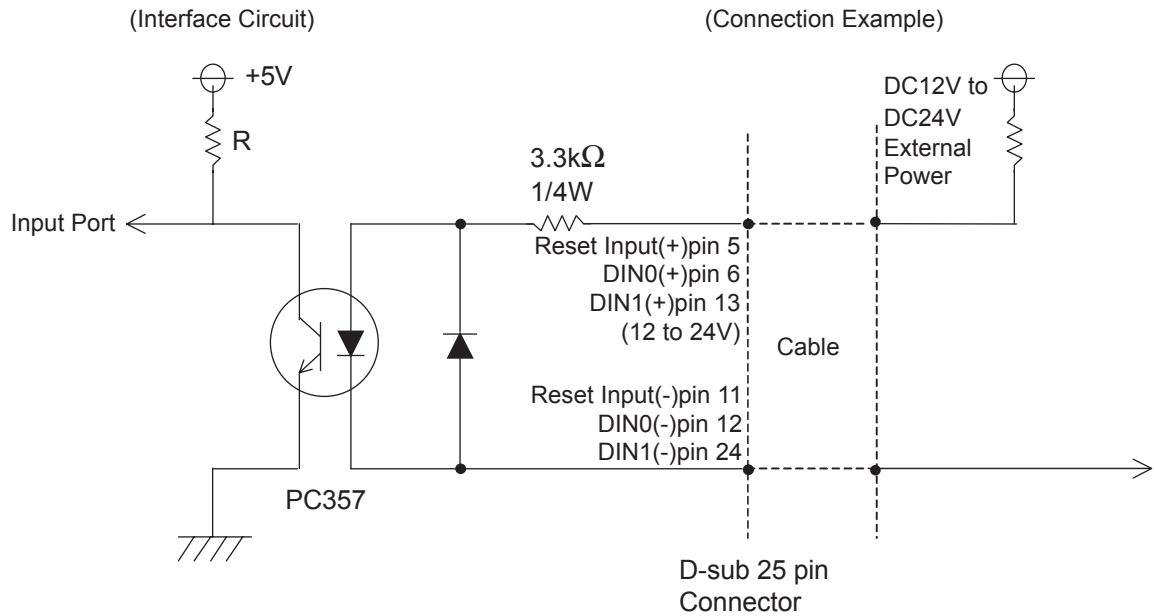 (Interface Circuit)
(Connection Example)
+5V
R
Input Port
PC357
3.3kΩ
1/4W
Reset Input(+)pin 5
DIN0(+)pin 6
DIN1(+)pin 13
(12 to 24V)
Reset Input(-)pin 11
DIN0(-)pin 12
DIN1(-)pin 24
Cable
DC12V to
DC24V
External
Power
D-sub 25 pin
Connector